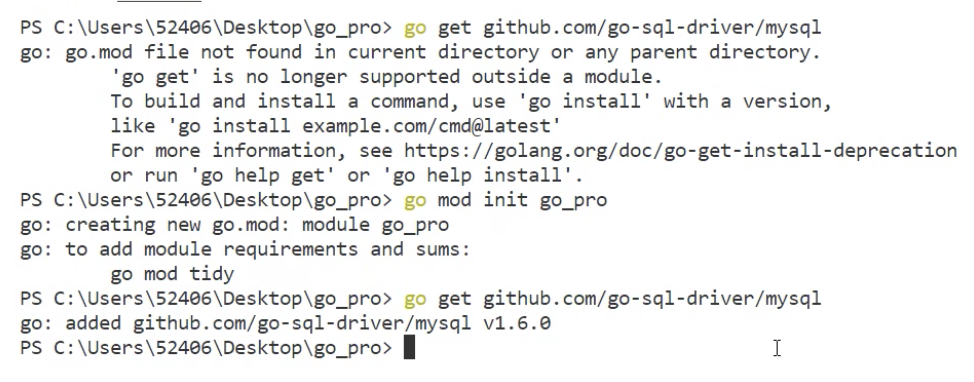 PS C:\Users\52406\Desktop\go_pro> go get github.com/go-sql-driver/mysql
go: go.mod file not found in current directory or any parent directory.
        'go get' is no longer supported outside a module.
        To build and install a command, use 'go install' with a version,
        like 'go install example.com/cmd@latest'
        For more information, see https://golang.org/doc/go-get-install-deprecation
        or run 'go help get' or 'go help install'.
PS C:\Users\52406\Desktop\go_pro> go mod init go_pro
go: creating new go.mod: module go_pro
go: to add module requirements and sums:
        go mod tidy
PS C:\Users\52406\Desktop\go_pro> go get github.com/go-sql-driver/mysql
go: added github.com/go-sql-driver/mysql v1.6.0
PS C:\Users\52406\Desktop\go_pro>